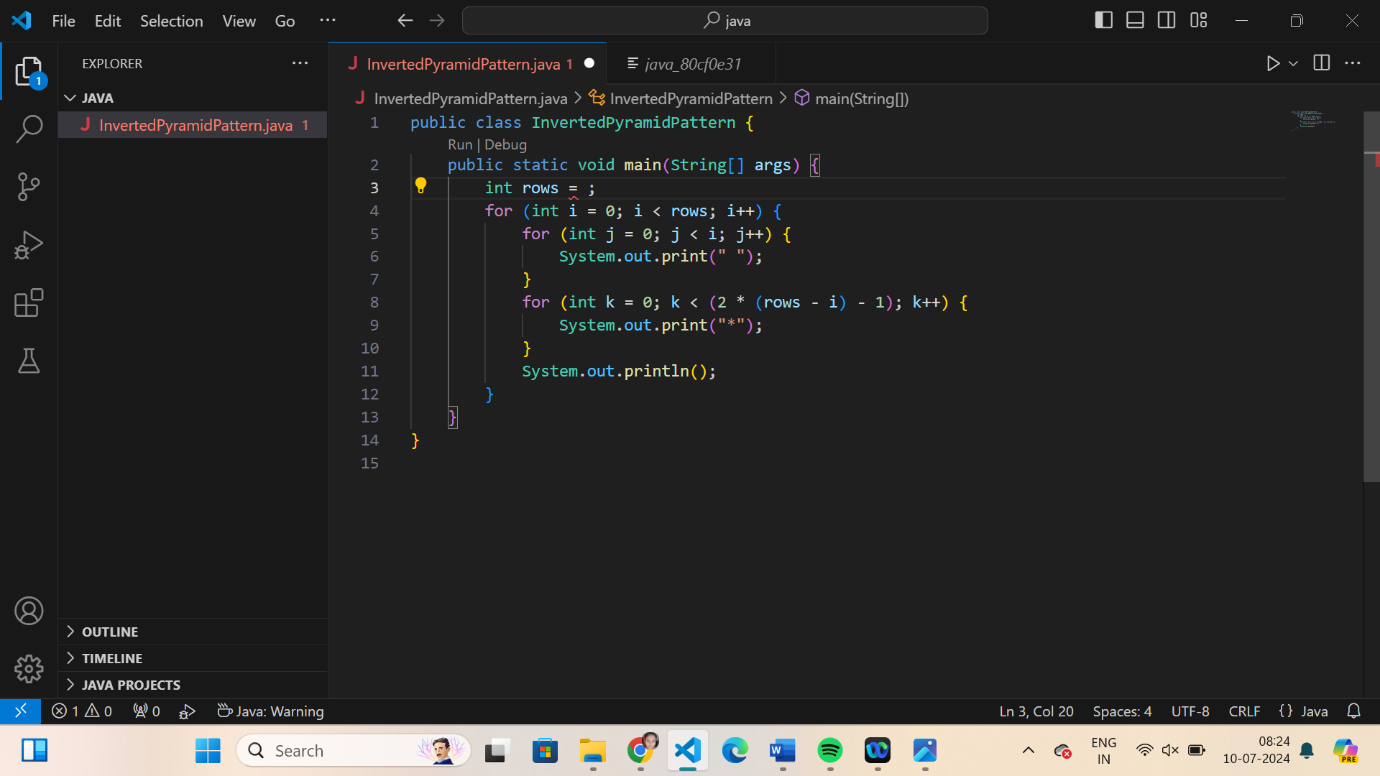 File Edit Selection View Go ··· java
EXPLORER ···
JAVA
InvertedPyramidPattern.java 1
OUTLINE
TIMELINE
JAVA PROJECTS
1
InvertedPyramidPattern.java 1 java_80cf0e31
InvertedPyramidPattern.java > InvertedPyramidPattern > main(String[])
1 public class InvertedPyramidPattern {
Run | Debug
2 public static void main(String[] args) {
3 int rows = ;
4 for (int i = 0; i < rows; i++) {
5 for (int j = 0; j < i; j++) {
6 System.out.print(" ");
7 }
8 for (int k = 0; k < (2 * (rows - i) - 1); k++) {
9 System.out.print("*");
10 }
11 System.out.println();
12 }
13 }
14 }
15
1 0 0 Java: Warning Ln 3, Col 20 Spaces: 4 UTF-8 CRLF {} Java
Search ENG IN 08:24 10-07-2024 PRE